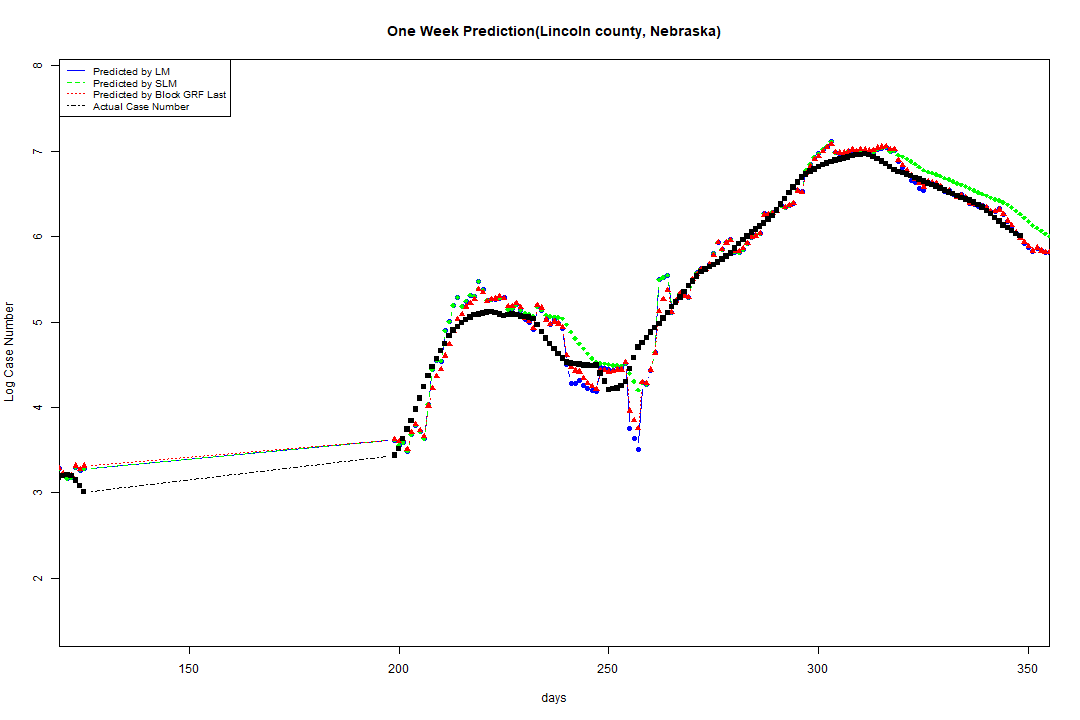 One Week Prediction(Lincoln county, Nebraska)
Predicted by LM
Predicted by SLM
Predicted by Block GRF Last
Actual Case Number
8
7
6
5
4
3
2
Log Case Number
150 200 250 300 350
days